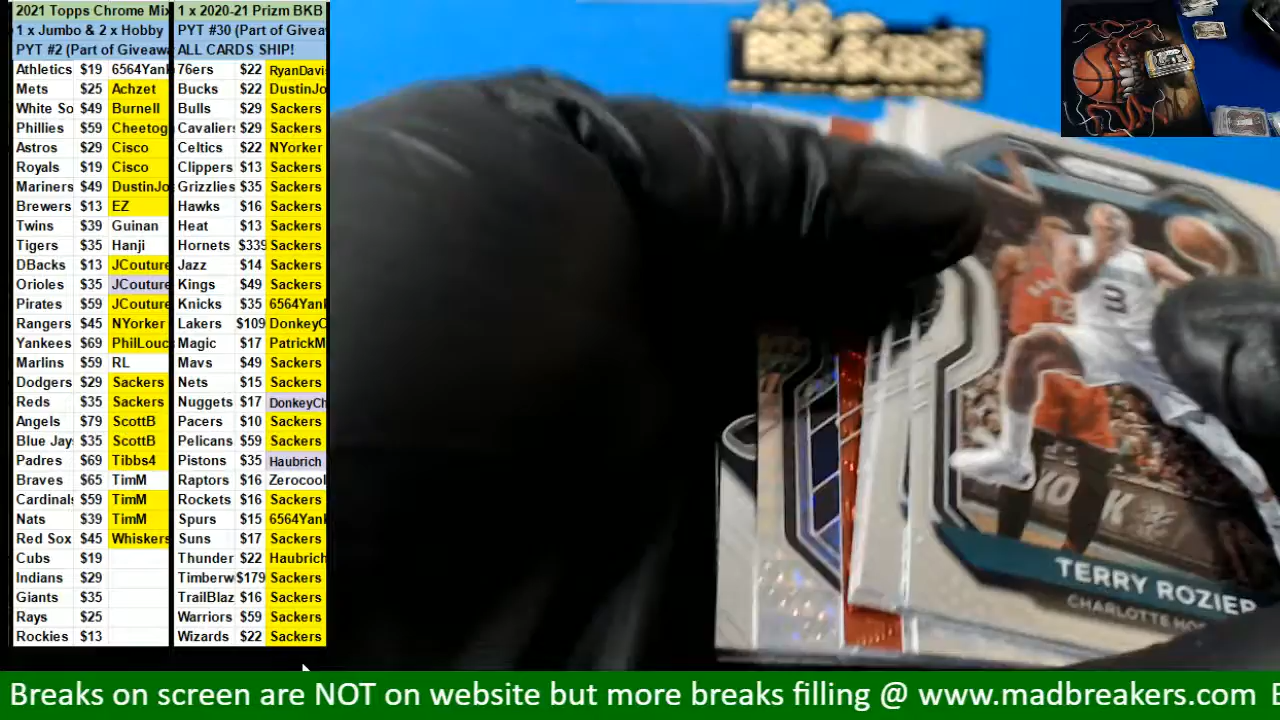 2021 Topps Chrome Mix
1 x Jumbo & 2 x Hobby
PYT #2 (Part of Giveaw
Athletics $19 6564Yank
Mets $25 Achzet
White So $49 Burnell
Phillies $59 Cheetog
Astros $29 Cisco
Royals $19 Cisco
Mariners $49 DustinJo
Brewers $13 EZ
Twins $39 Guinan
Tigers $35 Hanji
DBacks $13 JCouture
Orioles $35 JCouture
Pirates $59 JCouture
Rangers $45 NYorker
Yankees $69 PhilLouc
Marlins $59 RL
Dodgers $29 Sackers
Reds $35 Sackers
Angels $79 ScottB
Blue Jay $35 ScottB
Padres $69 Tibbs4
Braves $65 TimM
Cardinals $59 TimM
Nats $39 TimM
Red Sox $45 Whiskers
Cubs $19
Indians $29
Giants $35
Rays $25
Rockies $13
1 x 2020-21 Prizm BKB
PYT #30 (Part of Givea
ALL CARDS SHIP!
76ers $22 RyanDavi
Bucks $22 DustinJo
Bulls $29 Sackers
Cavaliers $29 Sackers
Celtics $22 NYorker
Clippers $13 Sackers
Grizzlies $35 Sackers
Hawks $16 Sackers
Heat $13 Sackers
Hornets $339 Sackers
Jazz $14 Sackers
Kings $49 Sackers
Knicks $35 6564Yank
Lakers $109 DonkeyC
Magic $17 PatrickM
Mavs $49 Sackers
Nets $15 Sackers
Nuggets $17 DonkeyCh
Pacers $10 Sackers
Pelicans $59 Sackers
Pistons $35 Haubrich
Raptors $16 Zerocool
Rockets $16 Sackers
Spurs $15 6564Yank
Suns $17 Sackers
Thunder $22 Haubrich
Timberw $179 Sackers
TrailBlaz $16 Sackers
Warriors $59 Sackers
Wizards $22 Sackers
3
TERRY ROZIER
CHARLOTTE HO
Breaks on screen are NOT on website but more breaks filling @ www.madbreakers.com